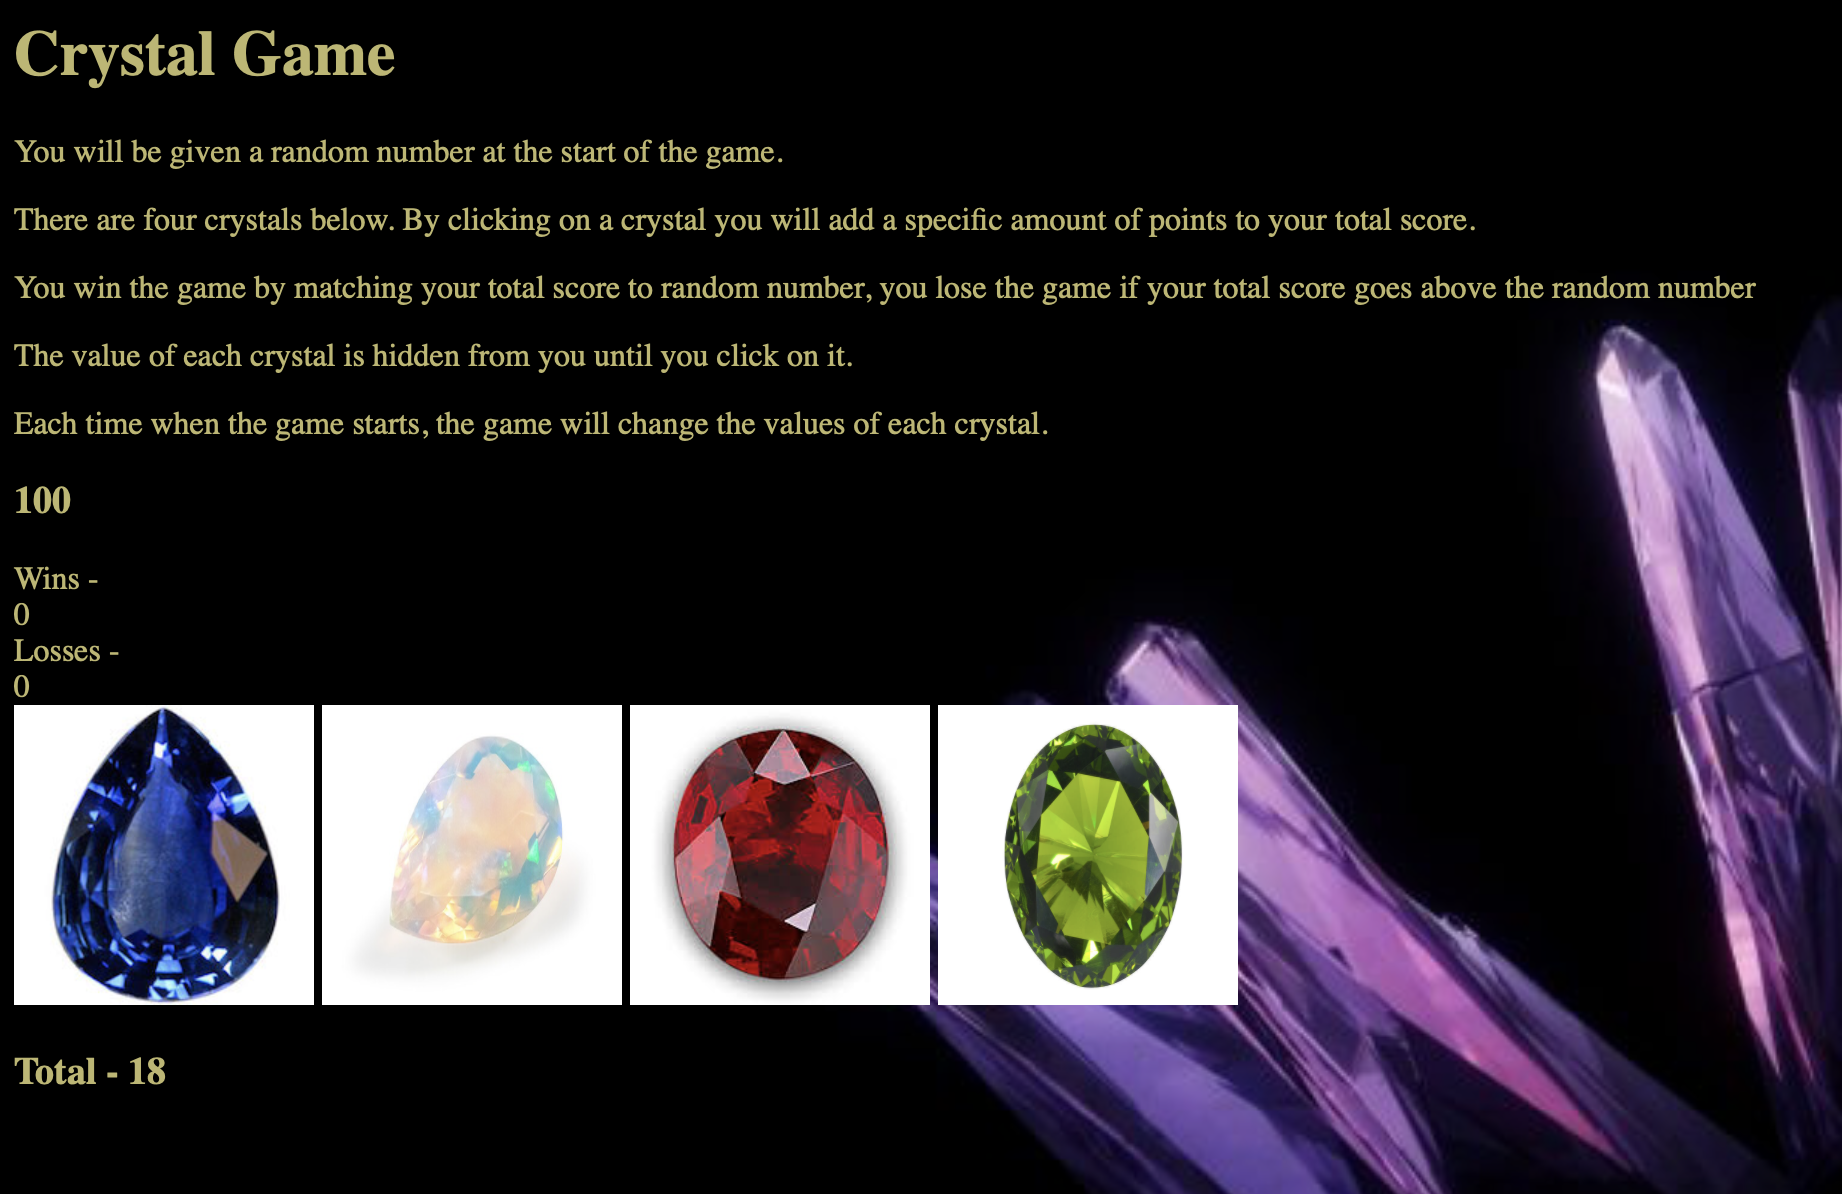 Crystal Game
You will be given a random number at the start of the game.
There are four crystals below. By clicking on a crystal you will add a specific amount of points to your total score.
You win the game by matching your total score to random number, you lose the game if your total score goes above the random number
The value of each crystal is hidden from you until you click on it.
Each time when the game starts, the game will change the values of each crystal.
100
Wins -
0
Losses -
0
Total - 18